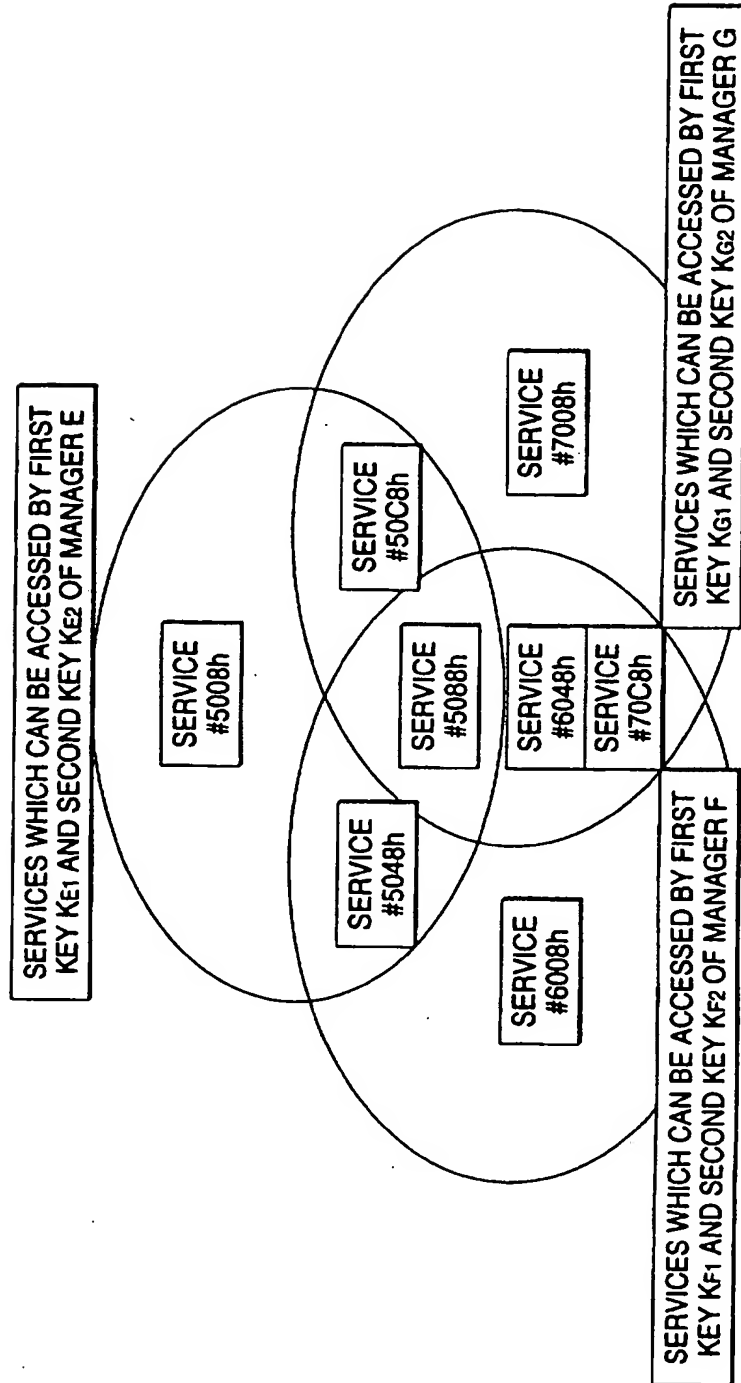 SERVICES WHICH CAN BE ACCESSED BY FIRST
KEY KE1 AND SECOND KEY KE2 OF MANAGER E
SERVICE
#5008h
SERVICE
#5048h
SERVICE
#50C8h
SERVICE
#5088h
SERVICE
#6008h
SERVICE
#6048h
SERVICE
#70C8h
SERVICE
#7008h
SERVICES WHICH CAN BE ACCESSED BY FIRST
KEY KF1 AND SECOND KEY KF2 OF MANAGER F
SERVICES WHICH CAN BE ACCESSED BY FIRST
KEY KG1 AND SECOND KEY KG2 OF MANAGER G